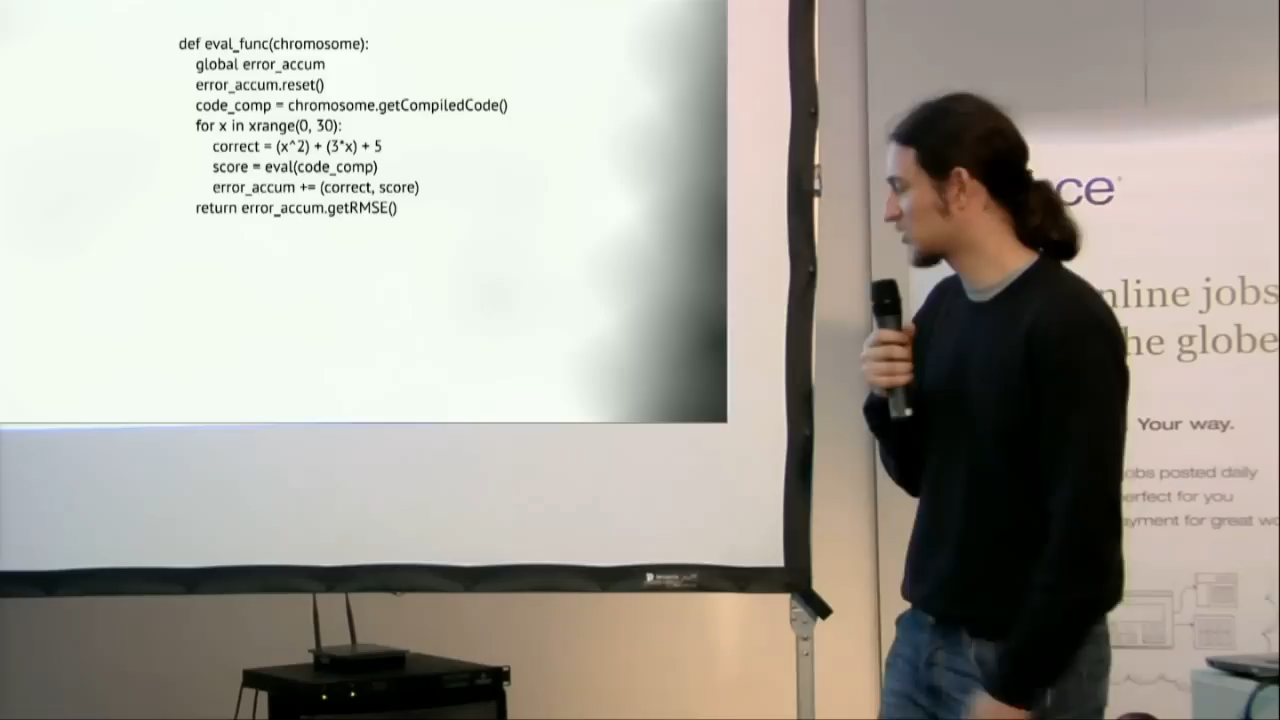 def eval_func(chromosome):
global error_accum
error_accum.reset()
code_comp = chromosome.getCompiledCode()
for x in xrange(0, 30):
correct = (x^2) + (3*x) + 5
score = eval(code_comp)
error_accum += (correct, score)
return error_accum.getRMSE()
ce
nline jobs
he globe
Your way.
obs posted daily
erfect for you
ayment for great wo